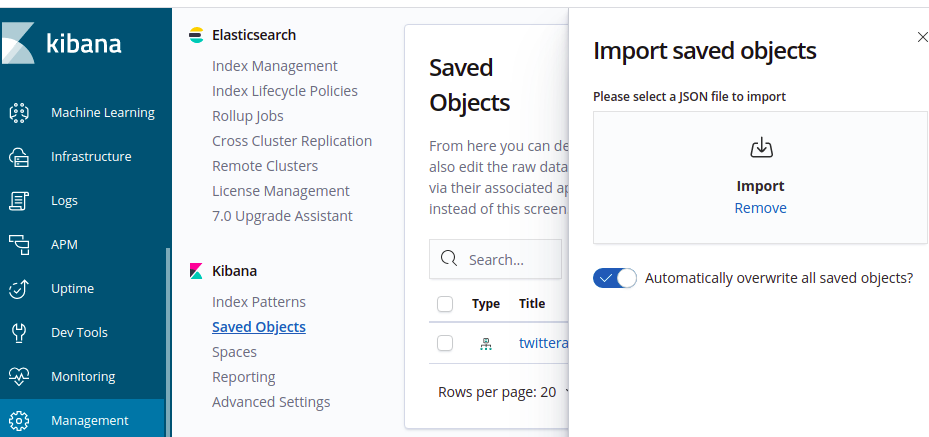 kibana
Machine Learning
Infrastructure
Logs
APM
Uptime
Dev Tools
Monitoring
Management
Elasticsearch
Index Management
Index Lifecycle Policies
Rollup Jobs
Cross Cluster Replication
Remote Clusters
License Management
7.0 Upgrade Assistant
Kibana
Index Patterns
Saved Objects
Spaces
Reporting
Advanced Settings
Saved
Objects
From here you can de
also edit the raw data
via their associated ap
instead of this screen
Search...
Type Title
twittera
Rows per page: 20
Import saved objects
Please select a JSON file to import
Import
Remove
Automatically overwrite all saved objects?